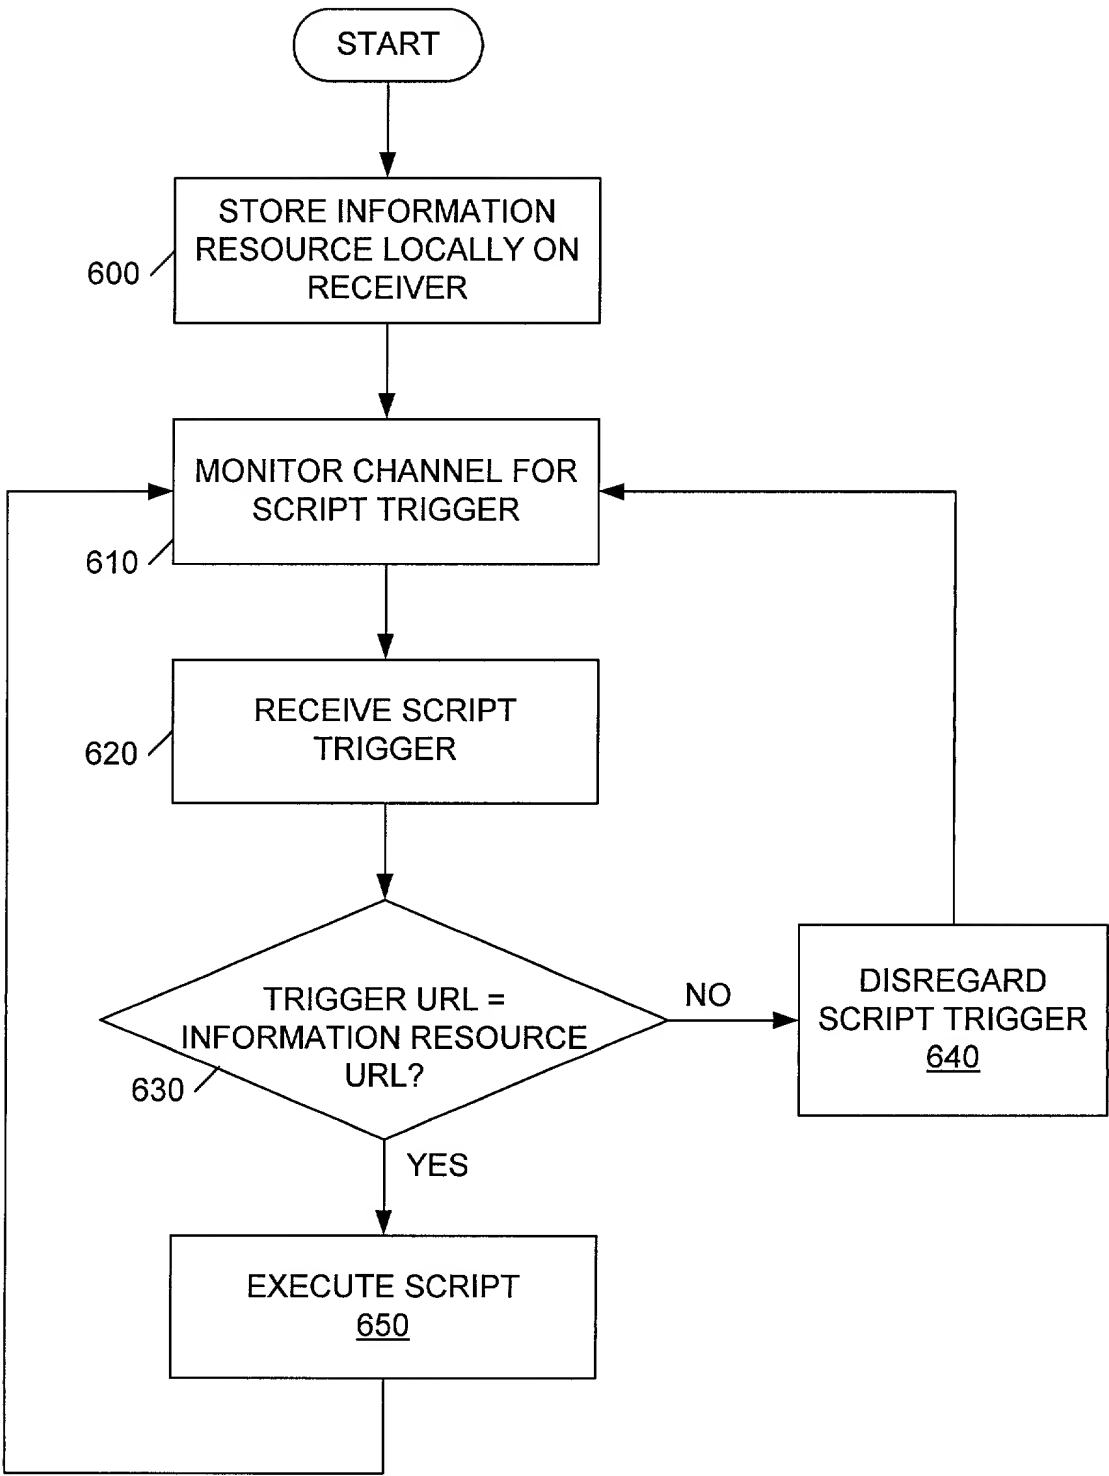 START
STORE INFORMATION
RESOURCE LOCALLY ON
RECEIVER
600
MONITOR CHANNEL FOR
SCRIPT TRIGGER
610
RECEIVE SCRIPT
TRIGGER
620
TRIGGER URL =
INFORMATION RESOURCE
URL?
630
NO
DISREGARD
SCRIPT TRIGGER
640
YES
EXECUTE SCRIPT
650